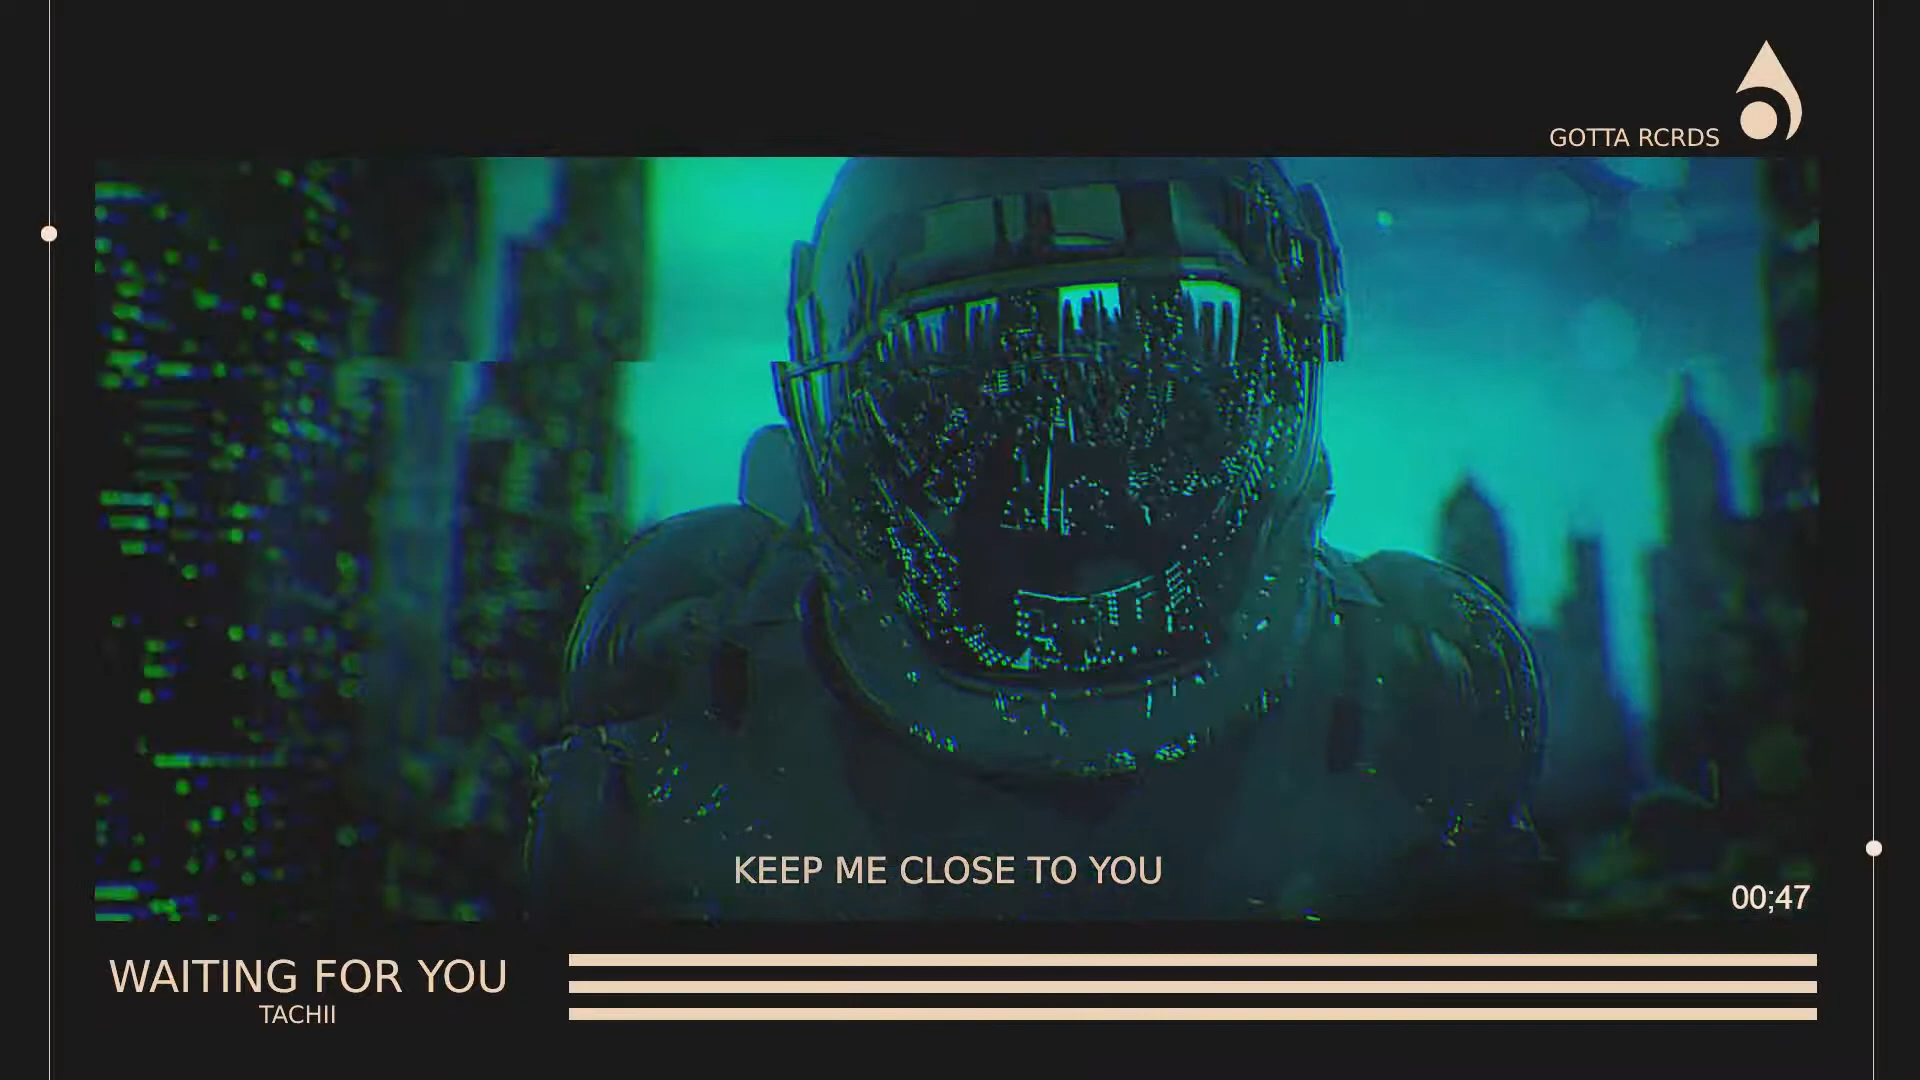 GOTTA RCRDS
KEEP ME CLOSE TO YOU
00;47
WAITING FOR YOU
TACHII